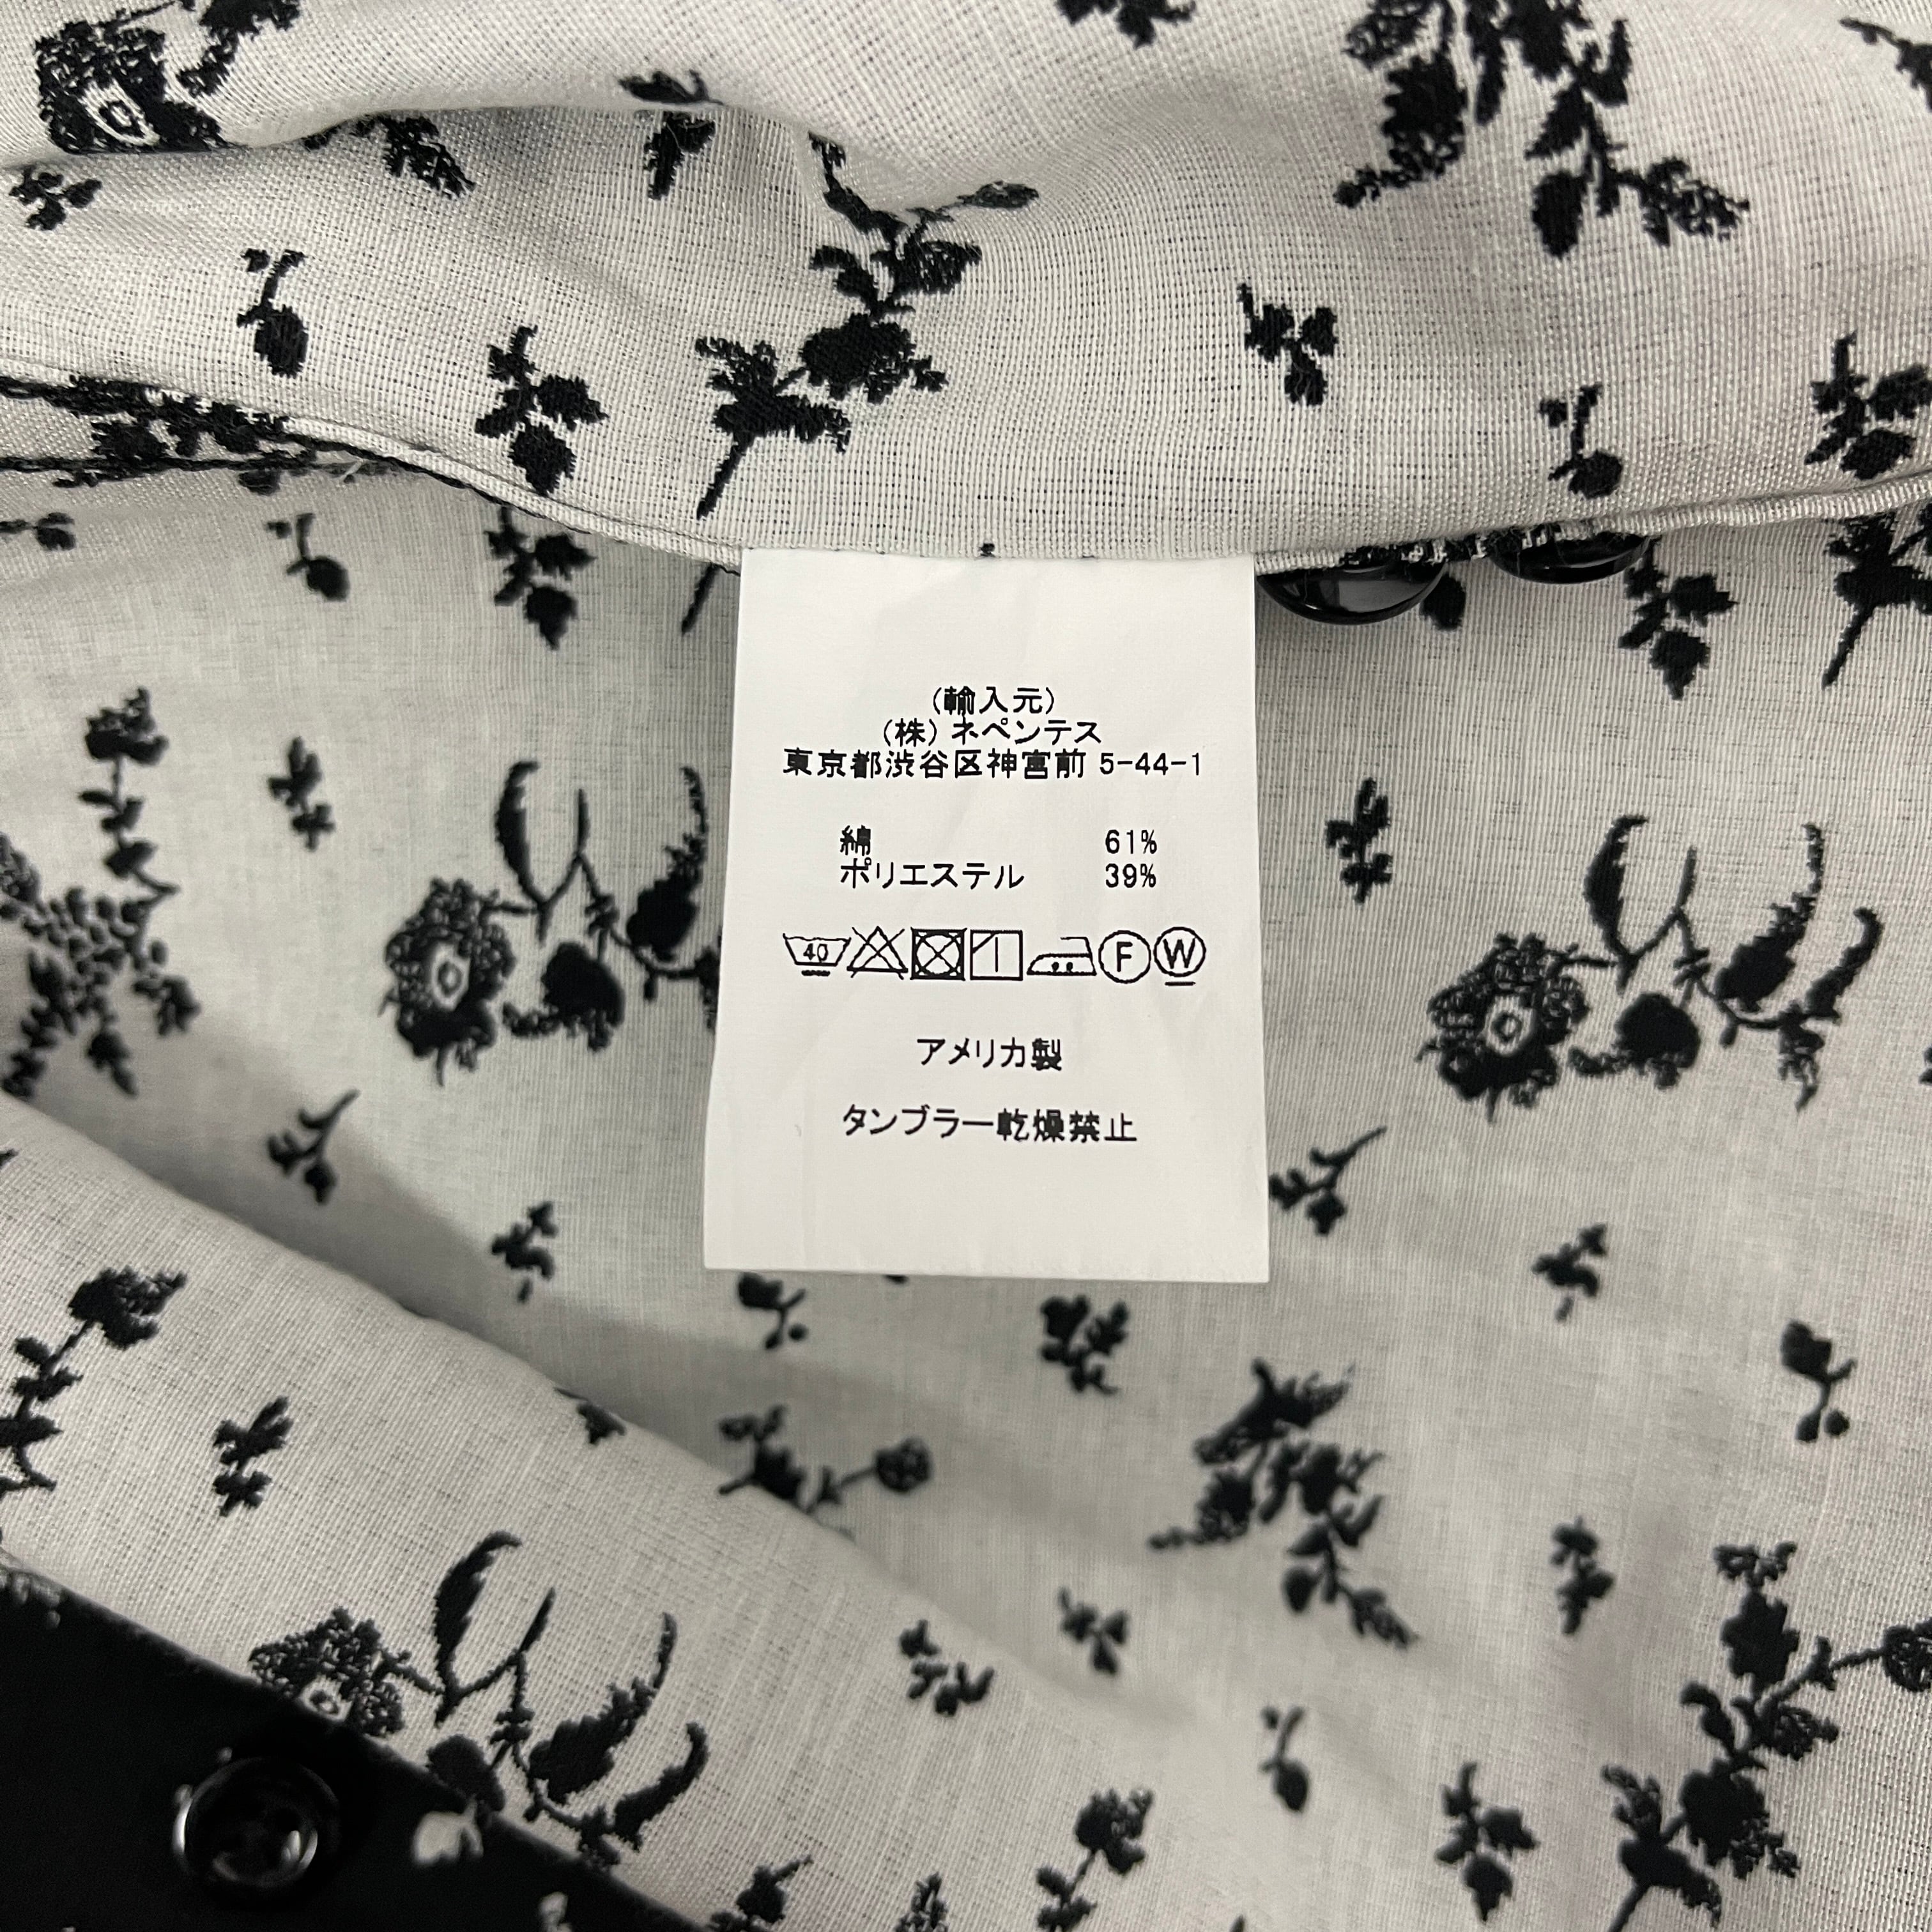 (輸入元)
(株)ネペンテス
東京都渋谷区神宮前 5-44-1
綿 61%
ポリエステル 39%
40 F W
アメリカ製
タンブラー乾燥禁止